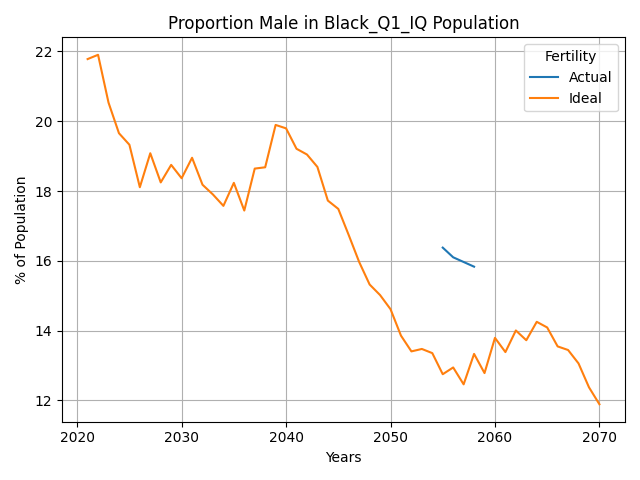 Proportion Male in Black_Q1_IQ Population
Fertility
Actual
Ideal
% of Population
22
20
18
16
14
12
2020
2030
2040
2050
2060
2070
Years